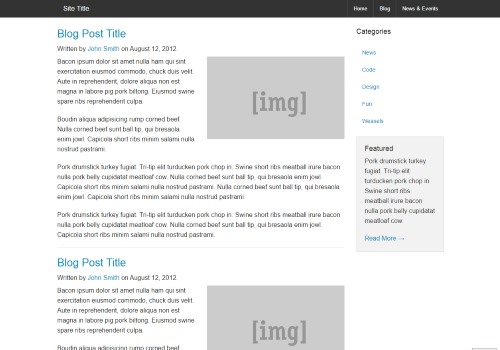 Site Title
Home
Blog
News & Events
Blog Post Title
Written by John Smith on August 12, 2012.
Bacon ipsum dolor sit amet nulla ham qui sint
exercitation eiusmod commodo, chuck duis velit.
Aute in reprehenderit, dolore aliqua non est
magna in labore pig pork biltong. Eiusmod swine
spare ribs reprehenderit culpa.
[img]
Boudin aliqua adipisicing rump corned beef.
Nulla corned beef sunt ball tip, qui bresaola
enim jowl. Capicola short ribs minim salami nulla
nostrud pastrami.
Pork drumstick turkey fugiat. Tri-tip elit turducken pork chop in. Swine short ribs meatball irure bacon
nulla pork belly cupidatat meatloaf cow. Nulla corned beef sunt ball tip, qui bresaola enim jowl.
Capicola short ribs minim salami nulla nostrud pastrami. Nulla corned beef sunt ball tip, qui bresaola
enim jowl. Capicola short ribs minim salami nulla nostrud pastrami.
Pork drumstick turkey fugiat. Tri-tip elit turducken pork chop in. Swine short ribs meatball irure bacon
nulla pork belly cupidatat meatloaf cow. Nulla corned beef sunt ball tip, qui bresaola enim jowl.
Capicola short ribs minim salami nulla nostrud pastrami.
Blog Post Title
Written by John Smith on August 12, 2012.
Bacon ipsum dolor sit amet nulla ham qui sint
exercitation eiusmod commodo, chuck duis velit.
Aute in reprehenderit, dolore aliqua non est
magna in labore pig pork biltong. Eiusmod swine
spare ribs reprehenderit culpa.
[img]
Boudin aliqua adipisicing rump corned beef.
Categories
News
Code
Design
Fun
Weasels
Featured
Pork drumstick turkey
fugiat. Tri-tip elit
turducken pork chop in.
Swine short ribs
meatball irure bacon
nulla pork belly cupidatat
meatloaf cow.
Read More →